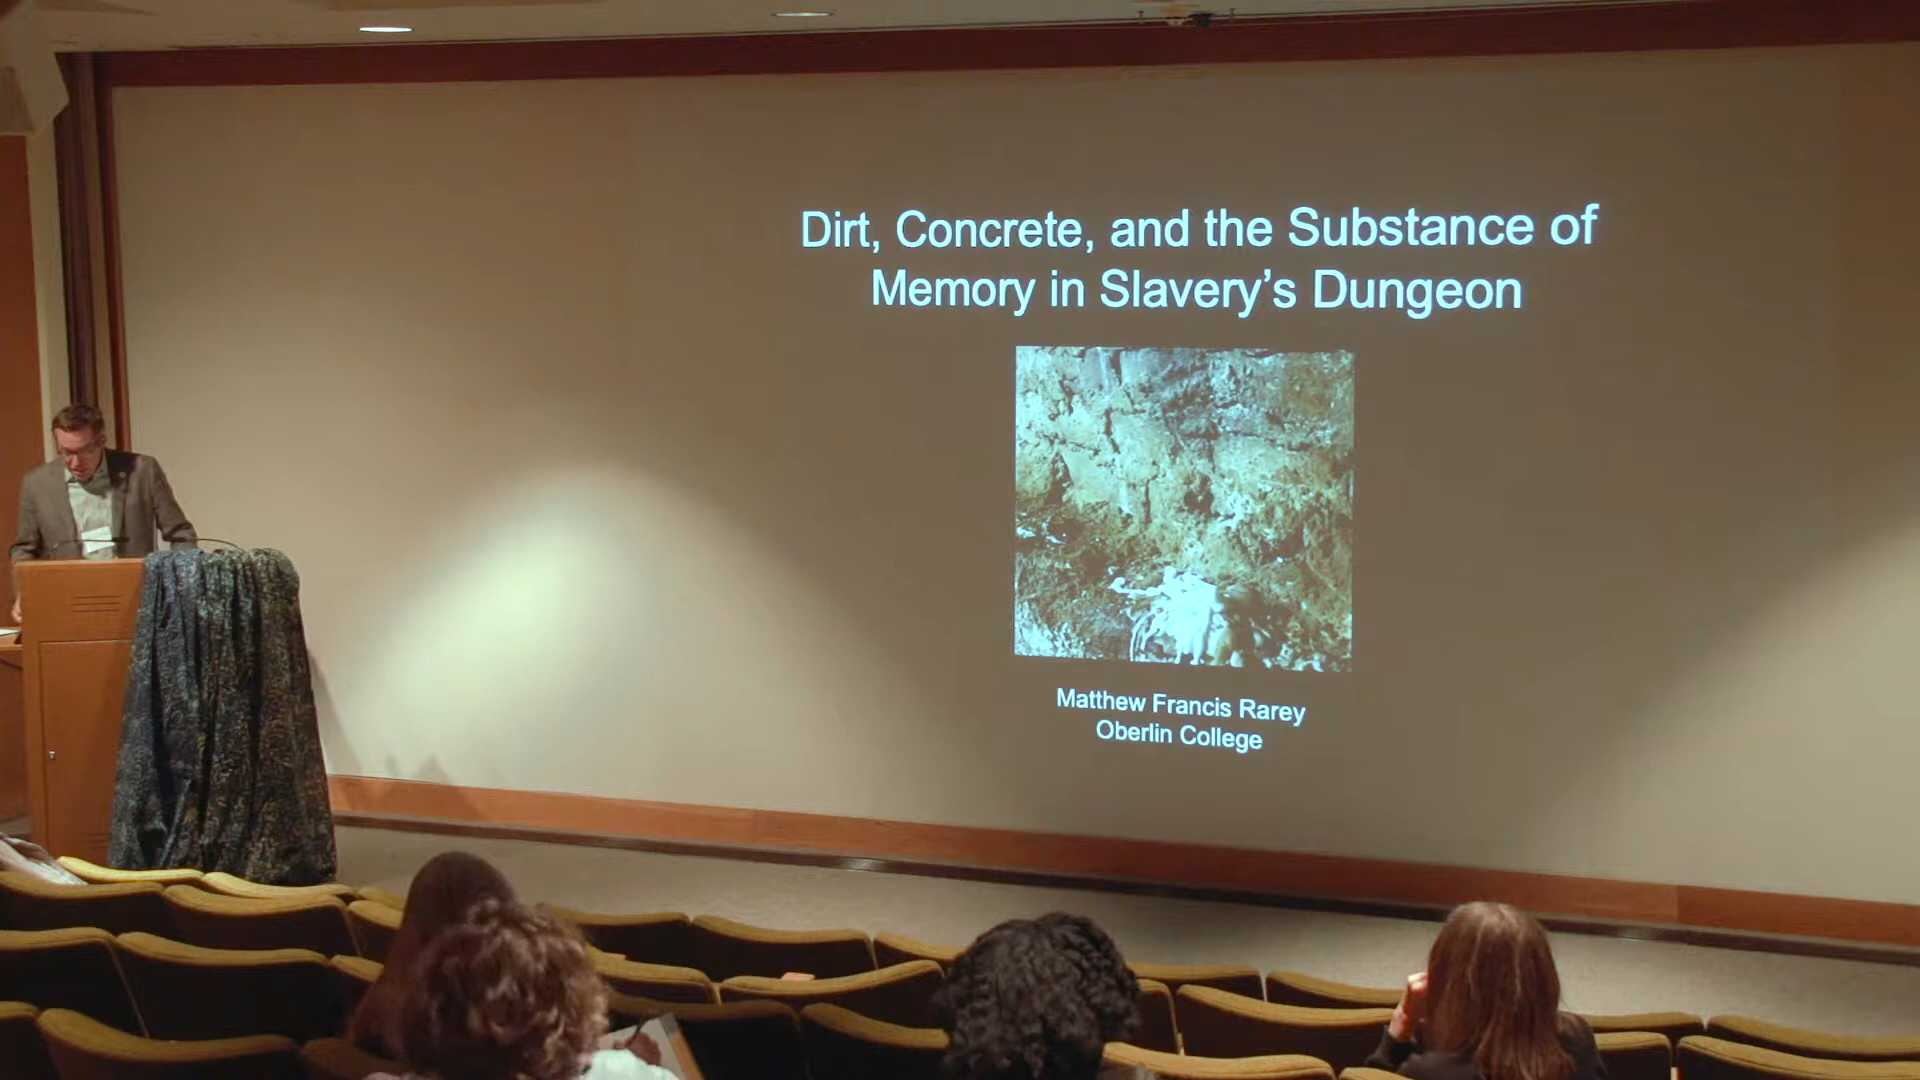 Dirt, Concrete, and the Substance of
Memory in Slavery’s Dungeon
Matthew Francis Rarey
Oberlin College